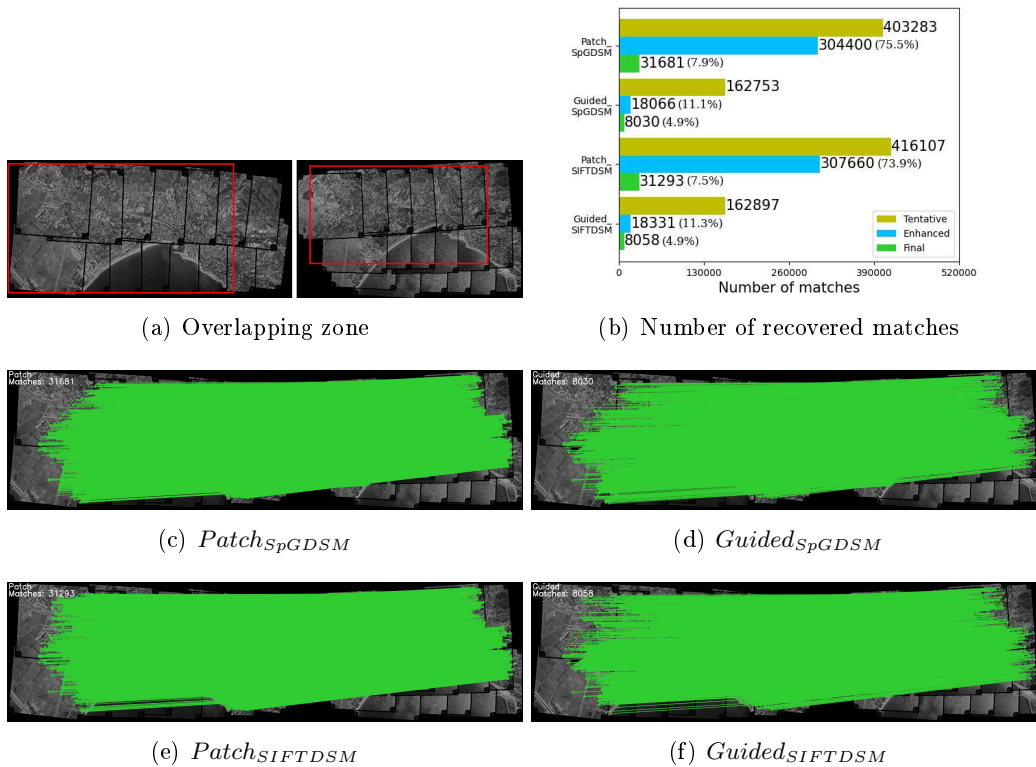 Patch_
SpGDSM
403283
304400 (75.5%)
31681 (7.9%)
Guided_
SpGDSM
162753
18066 (11.1%)
8030 (4.9%)
Patch_
SIFTDSM
416107
307660 (73.9%)
31293 (7.5%)
Guided_
SIFTDSM
162897
18331 (11.3%)
8058 (4.9%)
Tentative
Enhanced
Final
0 130000 260000 390000 520000
Number of matches
(a) Overlapping zone
(b) Number of recovered matches
Patch
Matches: 31681
Guided
Matches: 8030
(c) Patch_SpGDSM
(d) Guided_SpGDSM
Patch
Matches: 31293
Guided
Matches: 8058
(e) Patch_SIFTDSM
(f) Guided_SIFTDSM